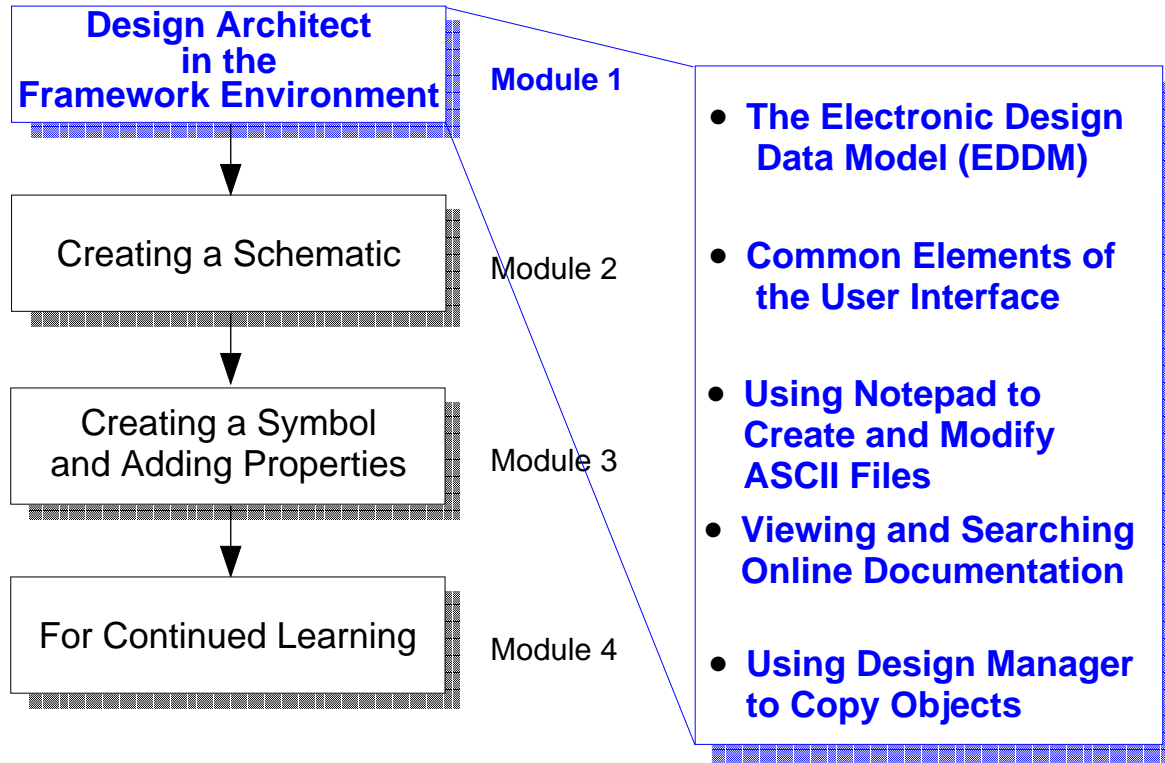 Design Architect
in the
Framework Environment
Module 1
Creating a Schematic
Module 2
Creating a Symbol
and Adding Properties
Module 3
For Continued Learning
Module 4
• The Electronic Design
Data Model (EDDM)
• Common Elements of
the User Interface
• Using Notepad to
Create and Modify
ASCII Files
• Viewing and Searching
Online Documentation
• Using Design Manager
to Copy Objects